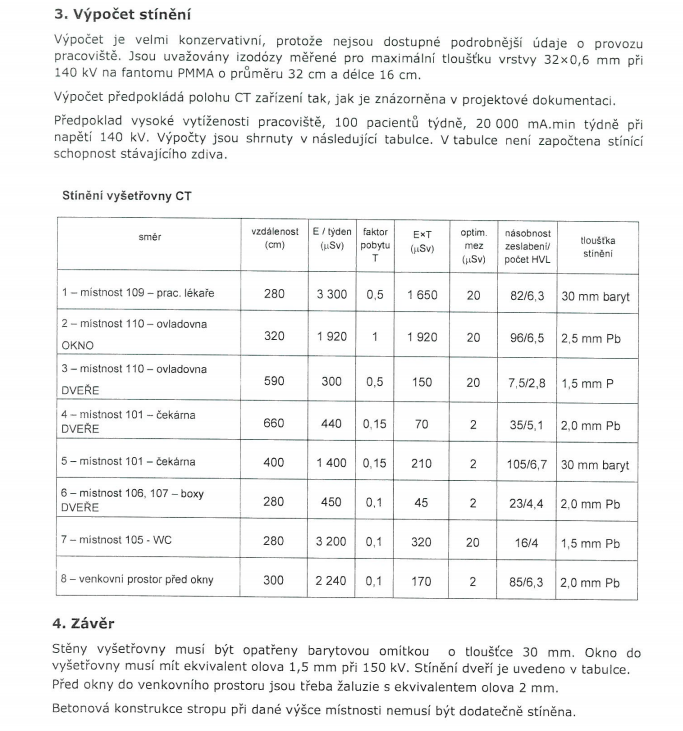 3. Výpočet stínění
Výpočet je velmi konzervativní, protože nejsou dostupné podrobnější údaje o provozu
pracoviště. Jsou uvažovány izodózy měřené pro maximální tloušťku vrstvy 32×0,6 mm při
140 kV na fantomu PMMA o průměru 32 cm a délce 16 cm.
Výpočet předpokládá polohu CT zařízení tak, jak je znázorněna v projektové dokumentaci.
Předpoklad vysoké vytíženosti pracoviště, 100 pacientů týdně, 20 000 mA.min týdně při
napětí 140 kV. Výpočty jsou shrnuty v následující tabulce. V tabulce není započtena stínící
schopnost stávajícího zdiva.
Stínění vyšetřovny CT
směr vzdálenost (cm) E / týden (µSv) faktor pobytu T E×T (µSv) optim. mez (µSv) násobnost zeslabení/ počet HVL tloušťka stínění
1 – místnost 109 – prac. lékaře 280 3 300 0,5 1 650 20 82/6,3 30 mm baryt
2 – místnost 110 – ovladovna
OKNO 320 1 920 1 1 920 20 96/6,5 2,5 mm Pb
3 – místnost 110 – ovladovna
DVEŘE 590 300 0,5 150 20 7,5/2,8 1,5 mm P
4 – místnost 101 – čekárna
DVEŘE 660 440 0,15 70 2 35/5,1 2,0 mm Pb
5 – místnost 101 – čekárna 400 1 400 0,15 210 2 105/6,7 30 mm baryt
6 – místnost 106, 107 – boxy
DVEŘE 280 450 0,1 45 2 23/4,4 2,0 mm Pb
7 – místnost 105 - WC 280 3 200 0,1 320 20 16/4 1,5 mm Pb
8 – venkovní prostor před okny 300 2 240 0,1 170 2 85/6,3 2,0 mm Pb
4. Závěr
Stěny vyšetřovny musí být opatřeny barytovou omítkou o tloušťce 30 mm. Okno do
vyšetřovny musí mít ekvivalent olova 1,5 mm při 150 kV. Stínění dveří je uvedeno v tabulce.
Před okny do venkovního prostoru jsou třeba žaluzie s ekvivalentem olova 2 mm.
Betonová konstrukce stropu při dané výšce místnosti nemusí být dodatečně stíněna.